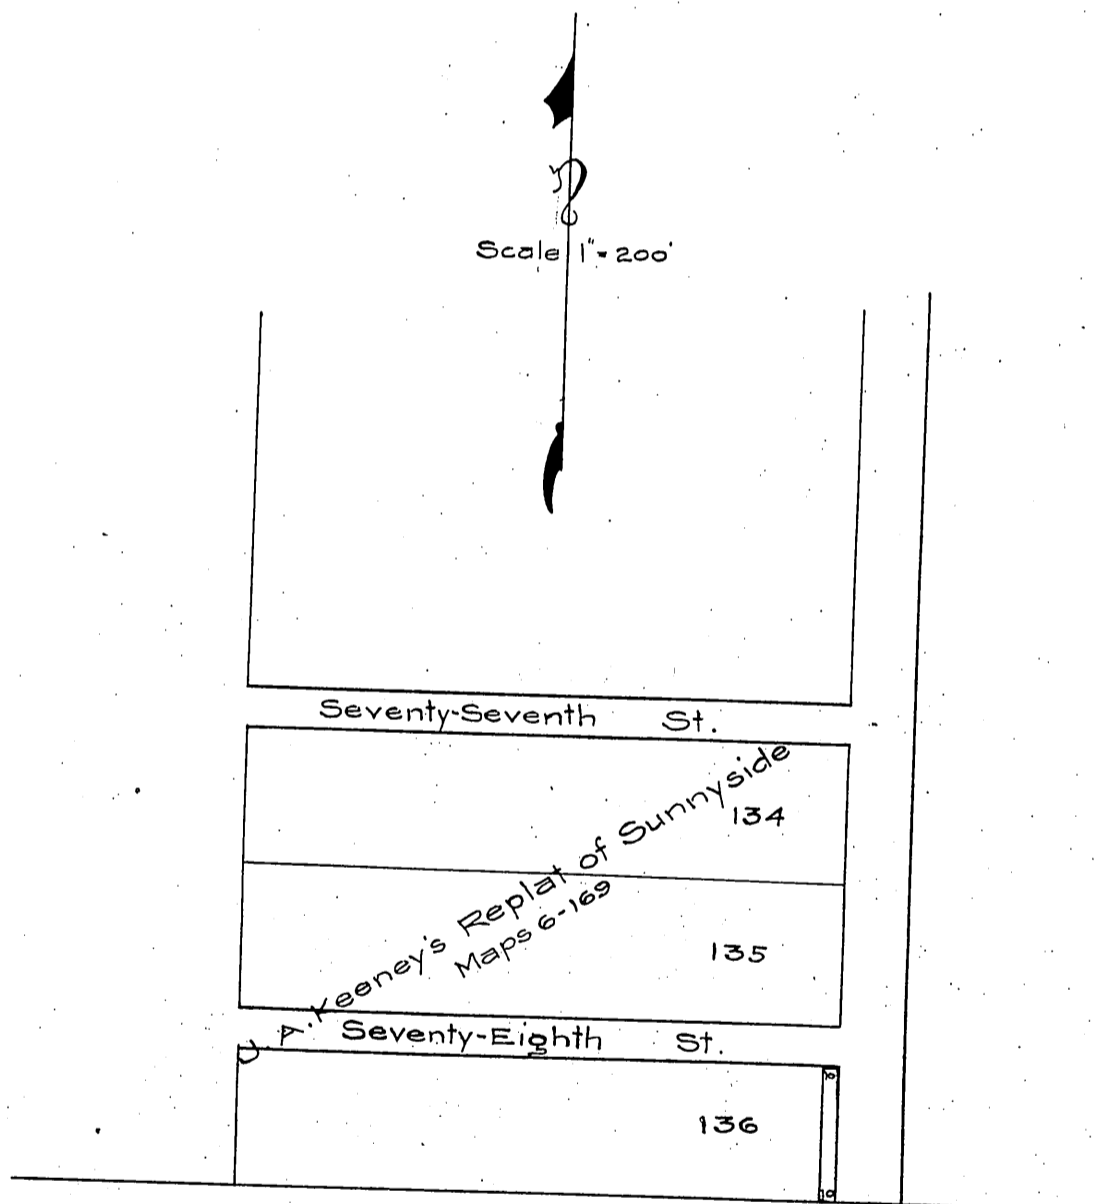 Scale 1"= 200'
Seventy-Seventh St.
134
J. A. Keeney's Replat of Sunnyside
Maps 6-169
135
Seventy-Eighth St.
136
10